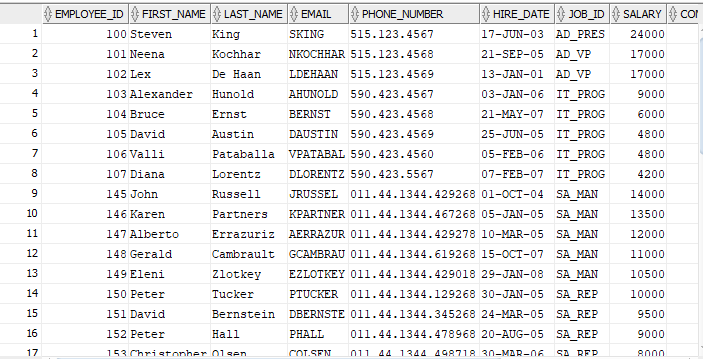 EMPLOYEE_ID FIRST_NAME LAST_NAME EMAIL PHONE_NUMBER HIRE_DATE JOB_ID SALARY COM
1 100 Steven King SKING 515.123.4567 17-JUN-03 AD_PRES 24000
2 101 Neena Kochhar NKOCHHAR 515.123.4568 21-SEP-05 AD_VP 17000
3 102 Lex De Haan LDEHAAN 515.123.4569 13-JAN-01 AD_VP 17000
4 103 Alexander Hunold AHUNOLD 590.423.4567 03-JAN-06 IT_PROG 9000
5 104 Bruce Ernst BERNST 590.423.4568 21-MAY-07 IT_PROG 6000
6 105 David Austin DAUSTIN 590.423.4569 25-JUN-05 IT_PROG 4800
7 106 Valli Pataballa VPATABAL 590.423.4560 05-FEB-06 IT_PROG 4800
8 107 Diana Lorentz DLORENTZ 590.423.5567 07-FEB-07 IT_PROG 4200
9 145 John Russell JRUSSEL 011.44.1344.429268 01-OCT-04 SA_MAN 14000
10 146 Karen Partners KPARTNER 011.44.1344.467268 05-JAN-05 SA_MAN 13500
11 147 Alberto Errazuriz AERRAZUR 011.44.1344.429278 10-MAR-05 SA_MAN 12000
12 148 Gerald Cambrault GCAMBRAU 011.44.1344.619268 15-OCT-07 SA_MAN 11000
13 149 Eleni Zlotkey EZLOTKEY 011.44.1344.429018 29-JAN-08 SA_MAN 10500
14 150 Peter Tucker PTUCKER 011.44.1344.129268 30-JAN-05 SA_REP 10000
15 151 David Bernstein DBERNSTE 011.44.1344.345268 24-MAR-05 SA_REP 9500
16 152 Peter Hall PHALL 011.44.1344.478968 20-AUG-05 SA_REP 9000
17 153 Christopher Olsen COLSEN 011.44.1344.498718 30-MAR-06 SA_REP 8000